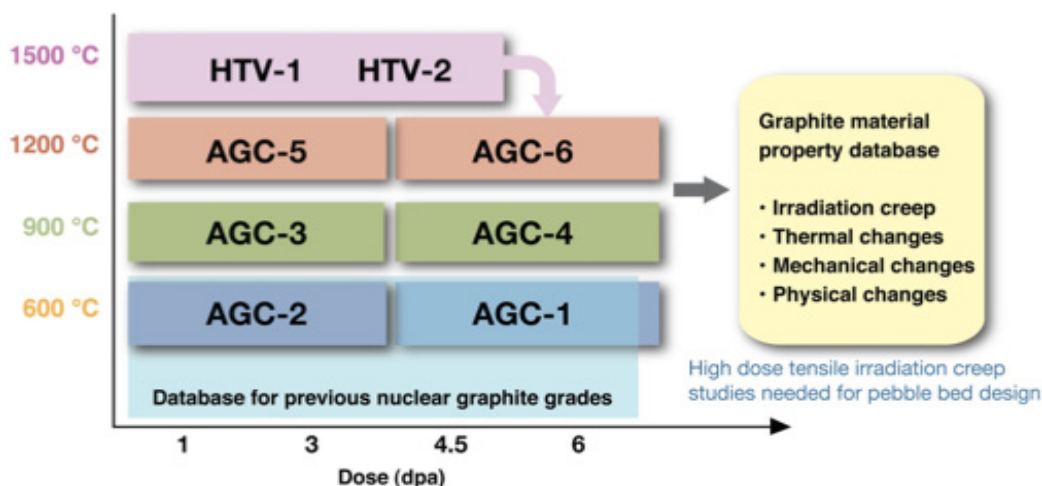 1500 °C
HTV-1 HTV-2
1200 °C
AGC-5 AGC-6
900 °C
AGC-3 AGC-4
600 °C
AGC-2 AGC-1
Database for previous nuclear graphite grades
1 3 4.5 6
Dose (dpa)
Graphite material
property database
· Irradiation creep
· Thermal changes
· Mechanical changes
· Physical changes
High dose tensile irradiation creep
studies needed for pebble bed design